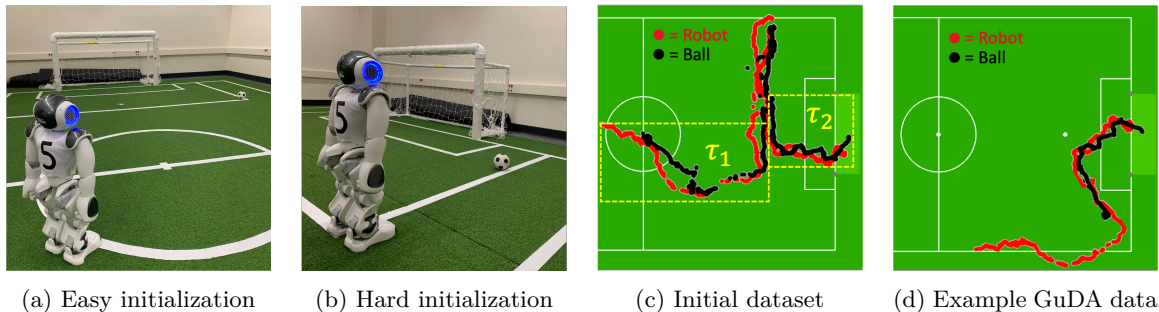 5
5
= Robot
= Ball
τ1
τ2
= Robot
= Ball
(a) Easy initialization
(b) Hard initialization
(c) Initial dataset
(d) Example GuDA data